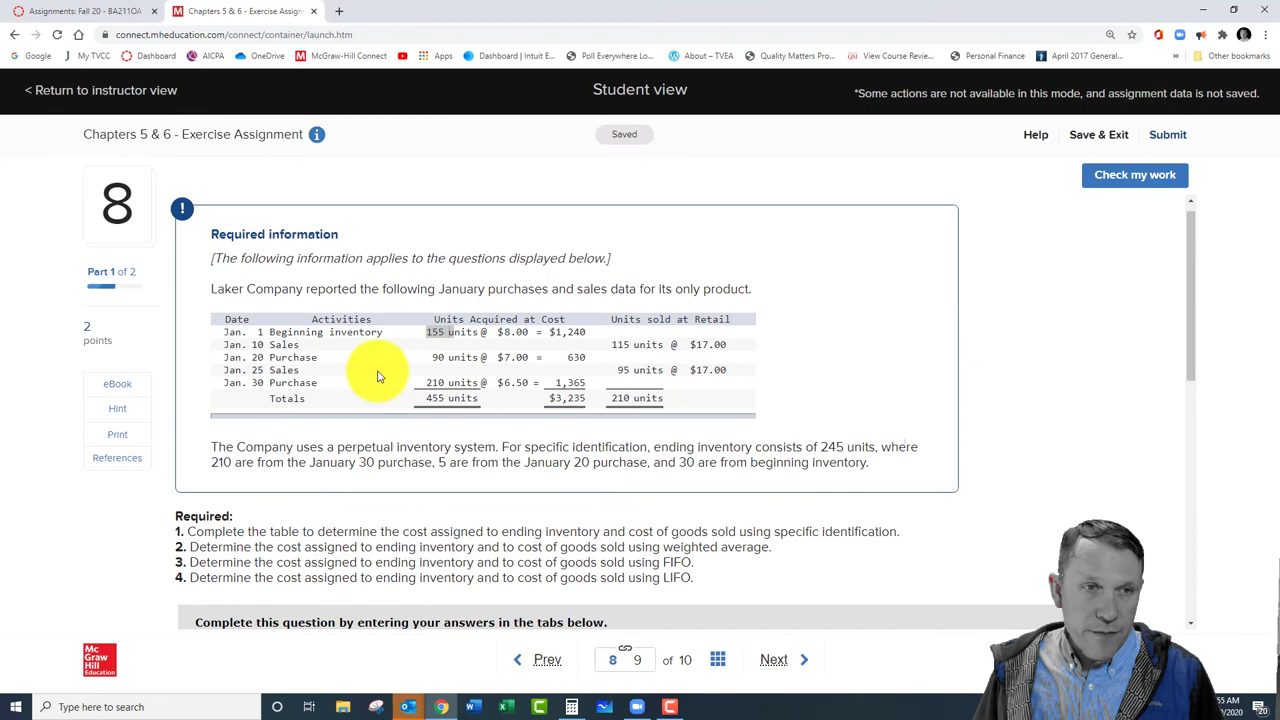 Assignments: Fall 20 - BA211OA
Chapters 5 & 6 - Exercise Assign
connect.mheducation.com/connect/container/launch.htm
Google
My TVCC
Dashboard
AICPA
OneDrive
McGraw-Hill Connect
Apps
Dashboard | Intuit E...
Poll Everywhere Lo...
About – TVEA
Quality Matters Pro...
View Course Revie...
Personal Finance
April 2017 General...
»
Other bookmarks
< Return to instructor view
Student view
*Some actions are not available in this mode, and assignment data is not saved.
Chapters 5 & 6 - Exercise Assignment
Saved
Help
Save & Exit
Submit
Check my work
8
Part 1 of 2
2
points
eBook
Hint
Print
References
!
Required information
[The following information applies to the questions displayed below.]
Laker Company reported the following January purchases and sales data for its only product.
Date Activities Units Acquired at Cost Units sold at Retail
Jan. 1 Beginning inventory 155 units@ $8.00 = $1,240
Jan. 10 Sales 115 units @ $17.00
Jan. 20 Purchase 90 units@ $7.00 = 630
Jan. 25 Sales 95 units @ $17.00
Jan. 30 Purchase 210 units@ $6.50 = 1,365
Totals 455 units $3,235 210 units
The Company uses a perpetual inventory system. For specific identification, ending inventory consists of 245 units, where
210 are from the January 30 purchase, 5 are from the January 20 purchase, and 30 are from beginning inventory.
Required:
1. Complete the table to determine the cost assigned to ending inventory and cost of goods sold using specific identification.
2. Determine the cost assigned to ending inventory and to cost of goods sold using weighted average.
3. Determine the cost assigned to ending inventory and to cost of goods sold using FIFO.
4. Determine the cost assigned to ending inventory and to cost of goods sold using LIFO.
Complete this question by entering your answers in the tabs below.
Mc
Graw
Hill
Education
Prev
8 9 of 10
Next
Type here to search